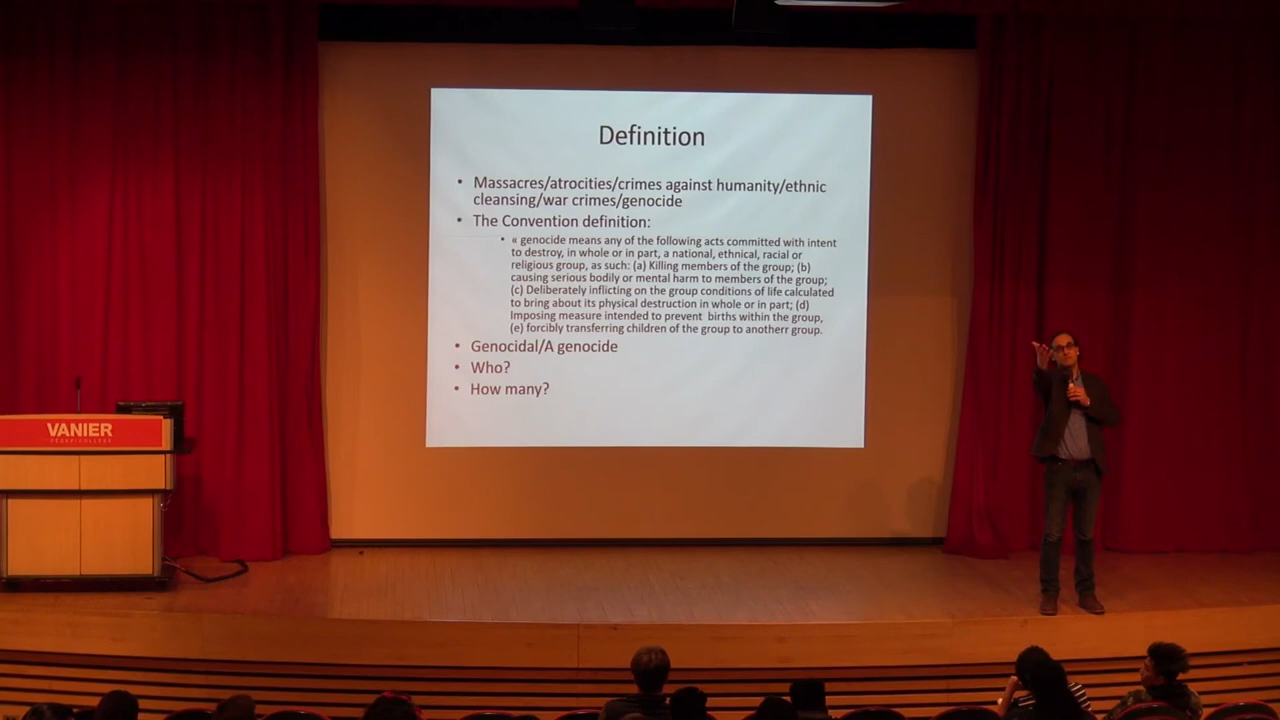 Definition
• Massacres/atrocities/crimes against humanity/ethnic
cleansing/war crimes/genocide
• The Convention definition:
• « genocide means any of the following acts committed with intent
to destroy, in whole or in part, a national, ethnical, racial or
religious group, as such: (a) Killing members of the group; (b)
causing serious bodily or mental harm to members of the group;
(c) Deliberately inflicting on the group conditions of life calculated
to bring about its physical destruction in whole or in part; (d)
Imposing measure intended to prevent births within the group,
(e) forcibly transferring children of the group to anotherr group.
• Genocidal/A genocide
• Who?
• How many?
VANIER